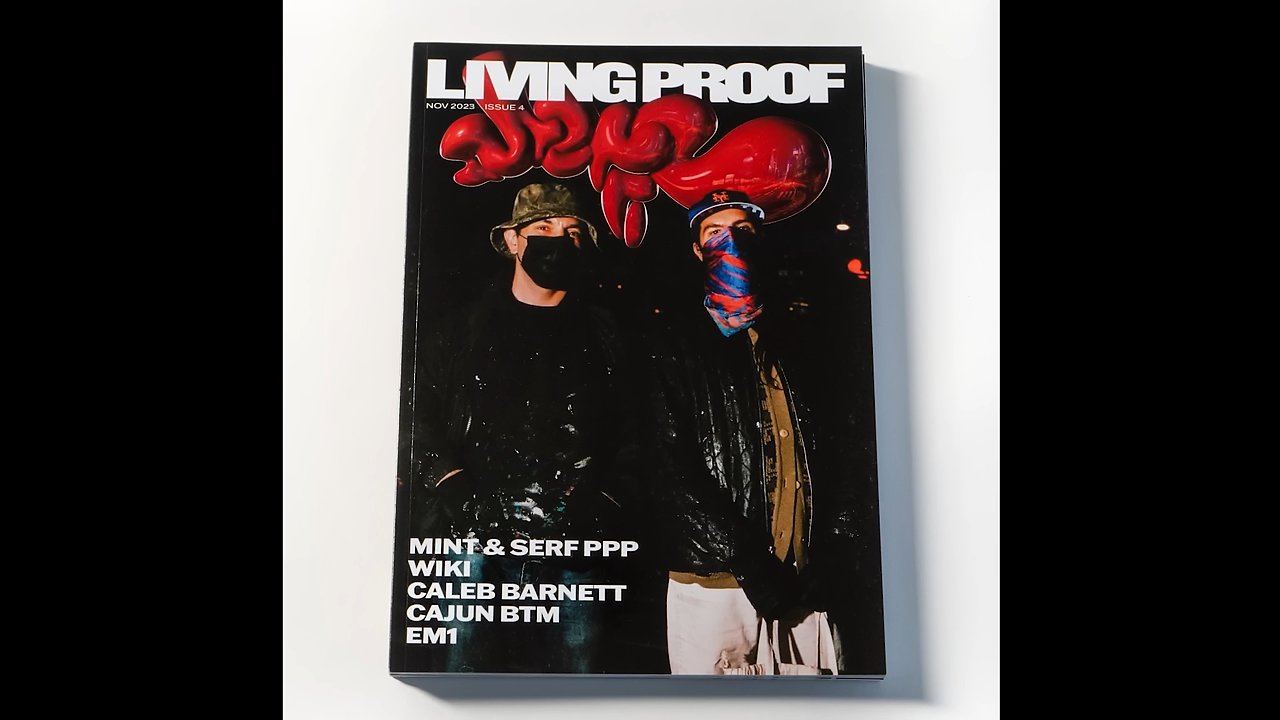 LIVING PROOF
NOV 2023 ISSUE 4
MINT & SERF PPP
WIKI
CALEB BARNETT
CAJUN BTM
EM1